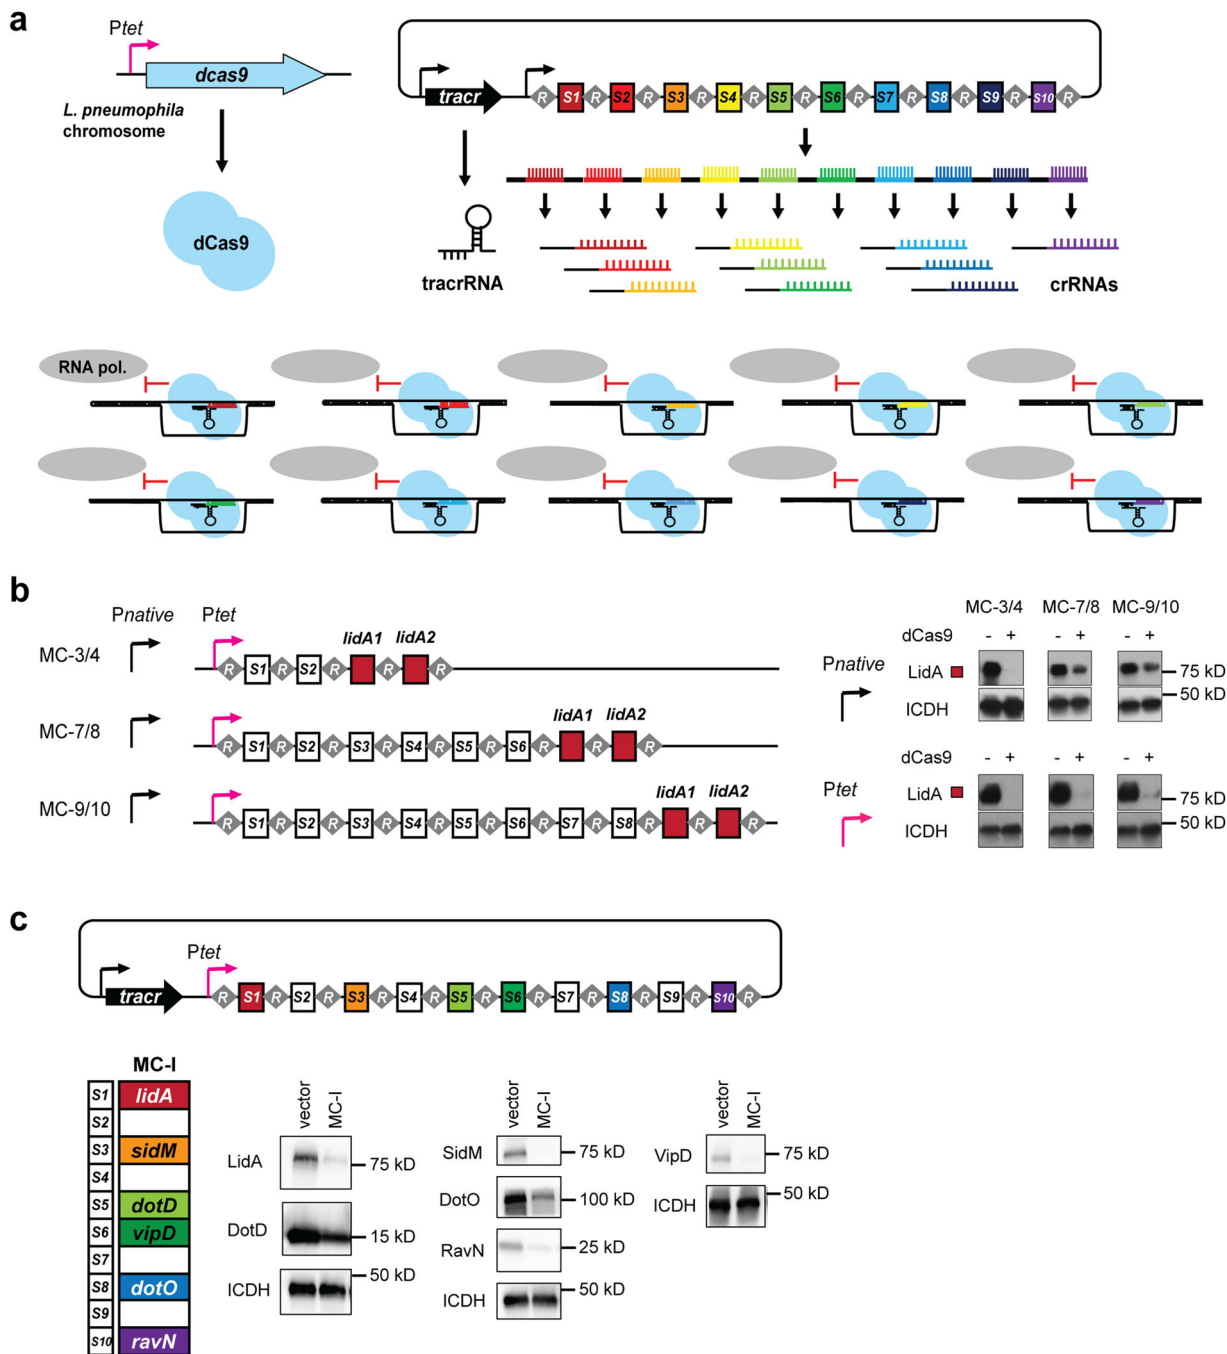 a
Ptet
dcas9
L. pneumophila
chromosome
dCas9
tracr
R S1 R S2 R S3 R S4 R S5 R S6 R S7 R S8 R S9 R S10 R
tracrRNA
crRNAs
RNA pol.
b
Pnative
Ptet
MC-3/4
lidA1 lidA2
R S1 R S2 R R R
MC-7/8
lidA1 lidA2
R S1 R S2 R S3 R S4 R S5 R S6 R R R
MC-9/10
lidA1 lidA2
R S1 R S2 R S3 R S4 R S5 R S6 R S7 R S8 R R R
MC-3/4 MC-7/8 MC-9/10
dCas9 - + - + - +
Pnative
LidA
75 kD
50 kD
ICDH
dCas9 - + - + - +
Ptet
LidA
75 kD
50 kD
ICDH
c
Ptet
tracr
R S1 R S2 R S3 R S4 R S5 R S6 R S7 R S8 R S9 R S10 R
MC-I
S1 lidA
S2
S3 sidM
S4
S5 dotD
S6 vipD
S7
S8 dotO
S9
S10 ravN
vector MC-I
LidA 75 kD
DotD 15 kD
50 kD
ICDH
vector MC-I
SidM 75 kD
DotO 100 kD
RavN 25 kD
50 kD
ICDH
vector MC-I
VipD 75 kD
50 kD
ICDH